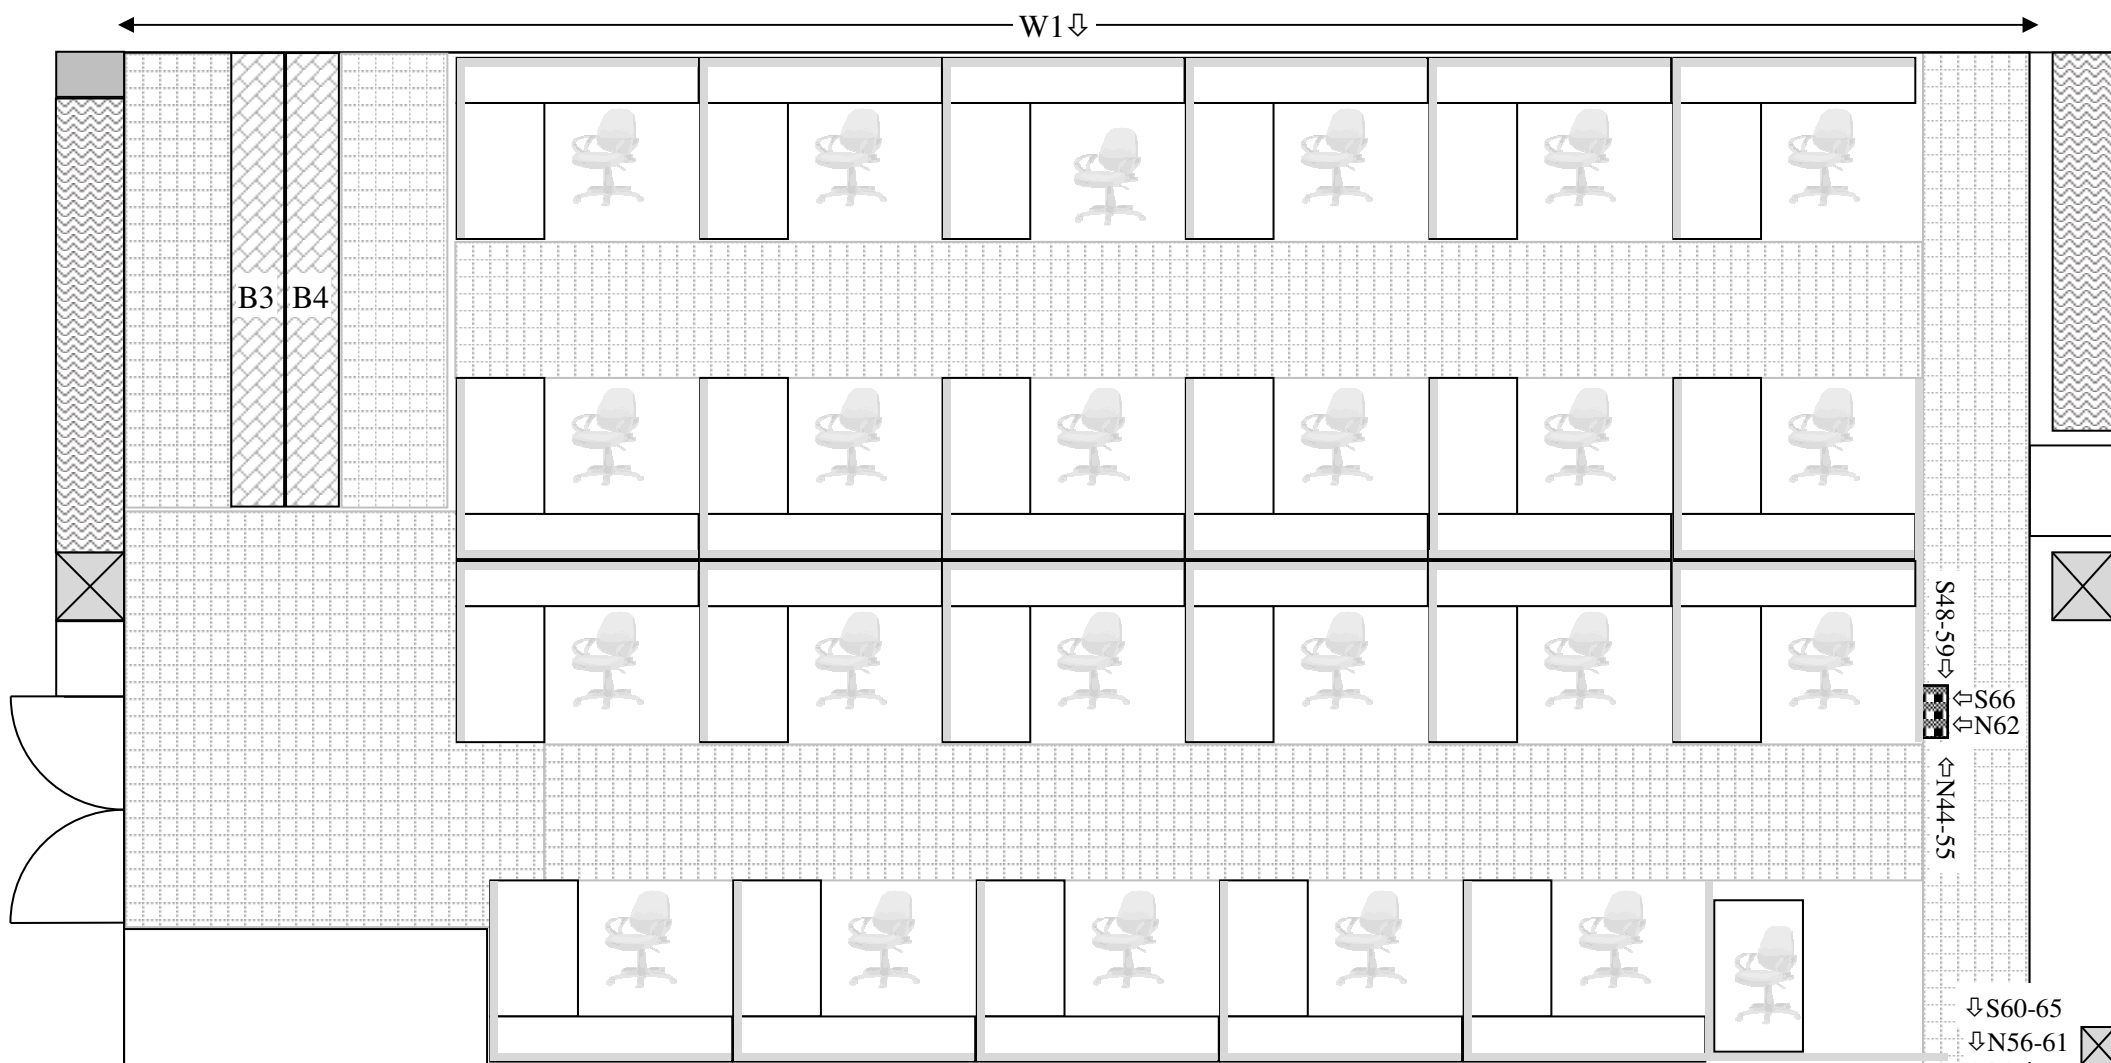 W1⇩
B3 B4
S48-59⇨
⇦S66
⇦N62
⇧N44-55
⇩S60-65
⇩N56-61